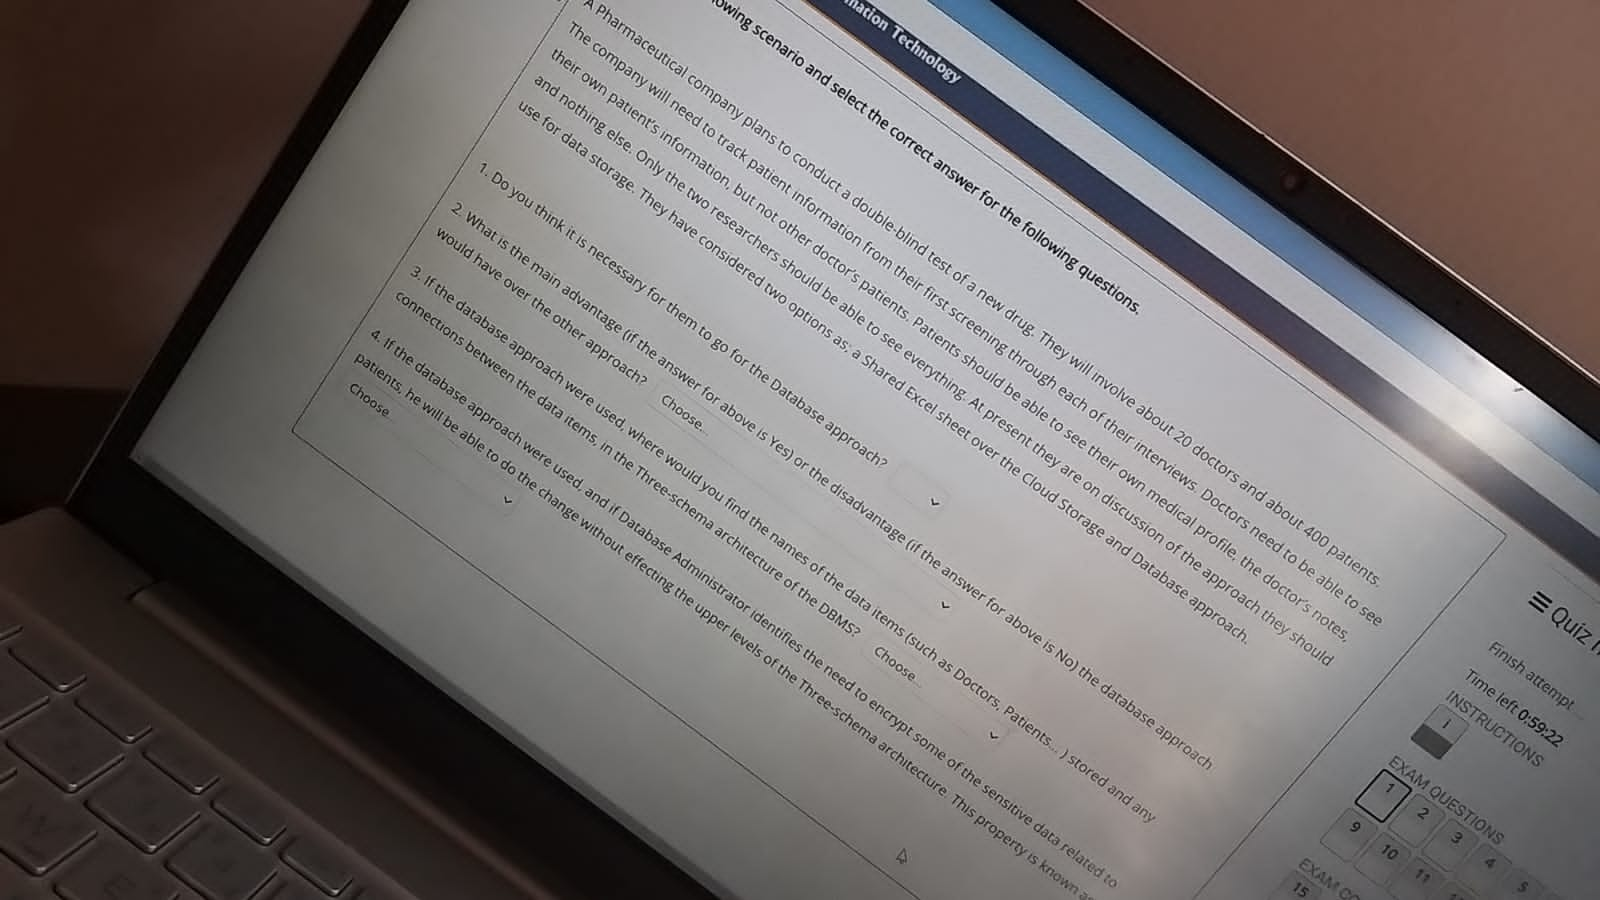 mation Technology
owing scenario and select the correct answer for the following questions.
A Pharmaceutical company plans to conduct a double-blind test of a new drug. They will involve about 20 doctors and about 400 patients.
The company will need to track patient information from their first screening through each of their interviews. Doctors need to be able to see
their own patient's information, but not other doctor's patients. Patients should be able to see their own medical profile, the doctor's notes,
and nothing else. Only the two researchers should be able to see everything. At present they are on discussion of the approach they should
use for data storage. They have considered two options as, a Shared Excel sheet over the Cloud Storage and Database approach.
1. Do you think it is necessary for them to go for the Database approach?
2. What is the main advantage (if the answer for above is Yes) or the disadvantage (if the answer for above is No) the database approach
would have over the other approach? Choose...
3. If the database approach were used, where would you find the names of the data items (such as Doctors, Patients... ) stored and any
connections between the data items, in the Three-schema architecture of the DBMS? Choose...
4. If the database approach were used, and if Database Administrator identifies the need to encrypt some of the sensitive data related to
patients, he will be able to do the change without effecting the upper levels of the Three-schema architecture. This property is known as
Choose...
Quiz
Finish attempt ...
Time left 0:59:22
INSTRUCTIONS
i
EXAM QUESTIONS
1 2 3 4 5
9 10 11
EXAM
15